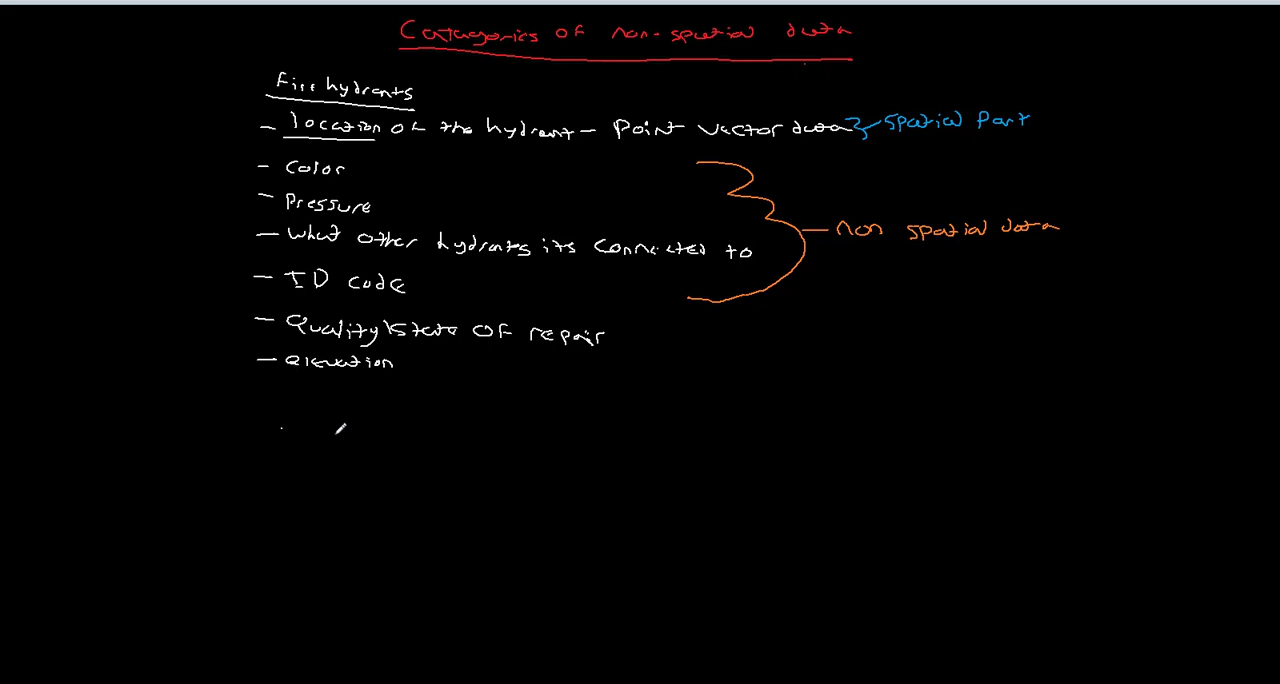 Catagories of non-spatial data
Fire hydrants
- location of the hydrant - Point vector data } spatial part
- Color
- Pressure
- What other hydrants its connected to
- non spatial data
- ID code
- Quality\State of repair
- elevation